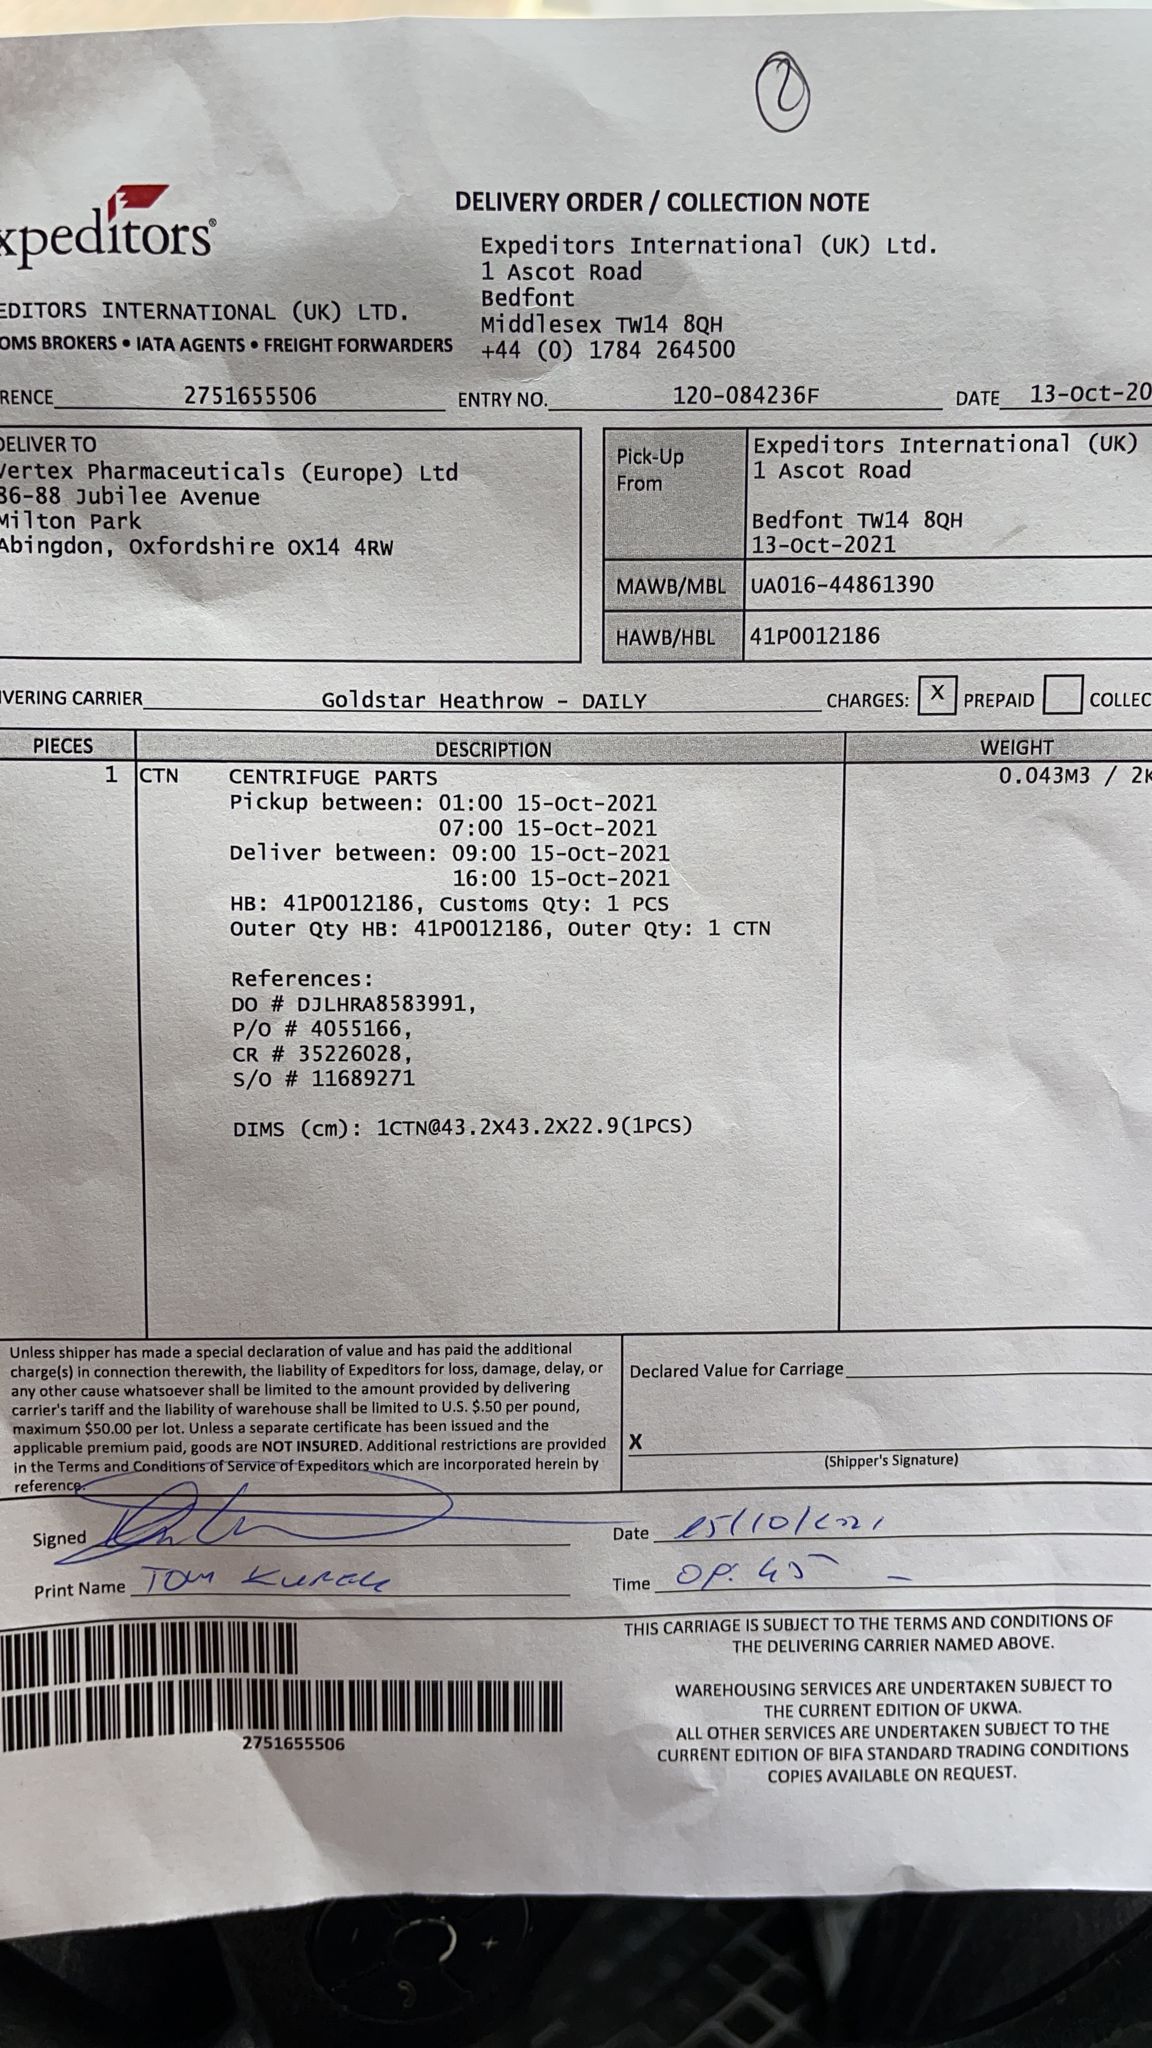 2
DELIVERY ORDER / COLLECTION NOTE
xpeditors®
Expeditors International (UK) Ltd.
1 Ascot Road
Bedfont
Middlesex TW14 8QH
+44 (0) 1784 264500
EDITORS INTERNATIONAL (UK) LTD.
OMS BROKERS • IATA AGENTS • FREIGHT FORWARDERS
RENCE 2751655506 ENTRY NO. 120-084236F DATE 13-Oct-20
DELIVER TO
Vertex Pharmaceuticals (Europe) Ltd
86-88 Jubilee Avenue
Milton Park
Abingdon, Oxfordshire OX14 4RW
Pick-Up From
Expeditors International (UK)
1 Ascot Road
Bedfont TW14 8QH
13-Oct-2021
MAWB/MBL UA016-44861390
HAWB/HBL 41P0012186
IVERING CARRIER Goldstar Heathrow - DAILY CHARGES: X PREPAID COLLEC
PIECES DESCRIPTION WEIGHT
1 CTN CENTRIFUGE PARTS 0.043M3 / 2K
Pickup between: 01:00 15-Oct-2021
07:00 15-Oct-2021
Deliver between: 09:00 15-Oct-2021
16:00 15-Oct-2021
HB: 41P0012186, Customs Qty: 1 PCS
Outer Qty HB: 41P0012186, Outer Qty: 1 CTN
References:
DO # DJLHRA8583991,
P/O # 4055166,
CR # 35226028,
S/O # 11689271
DIMS (cm): 1CTN@43.2X43.2X22.9(1PCS)
Unless shipper has made a special declaration of value and has paid the additional
charge(s) in connection therewith, the liability of Expeditors for loss, damage, delay, or
any other cause whatsoever shall be limited to the amount provided by delivering
carrier's tariff and the liability of warehouse shall be limited to U.S. $.50 per pound,
maximum $50.00 per lot. Unless a separate certificate has been issued and the
applicable premium paid, goods are NOT INSURED. Additional restrictions are provided
in the Terms and Conditions of Service of Expeditors which are incorporated herein by
reference.
Declared Value for Carriage
X
(Shipper's Signature)
Signed
Date 15/10/2021
Print Name TOM
Time
2751655506
THIS CARRIAGE IS SUBJECT TO THE TERMS AND CONDITIONS OF
THE DELIVERING CARRIER NAMED ABOVE.
WAREHOUSING SERVICES ARE UNDERTAKEN SUBJECT TO
THE CURRENT EDITION OF UKWA.
ALL OTHER SERVICES ARE UNDERTAKEN SUBJECT TO THE
CURRENT EDITION OF BIFA STANDARD TRADING CONDITIONS
COPIES AVAILABLE ON REQUEST.